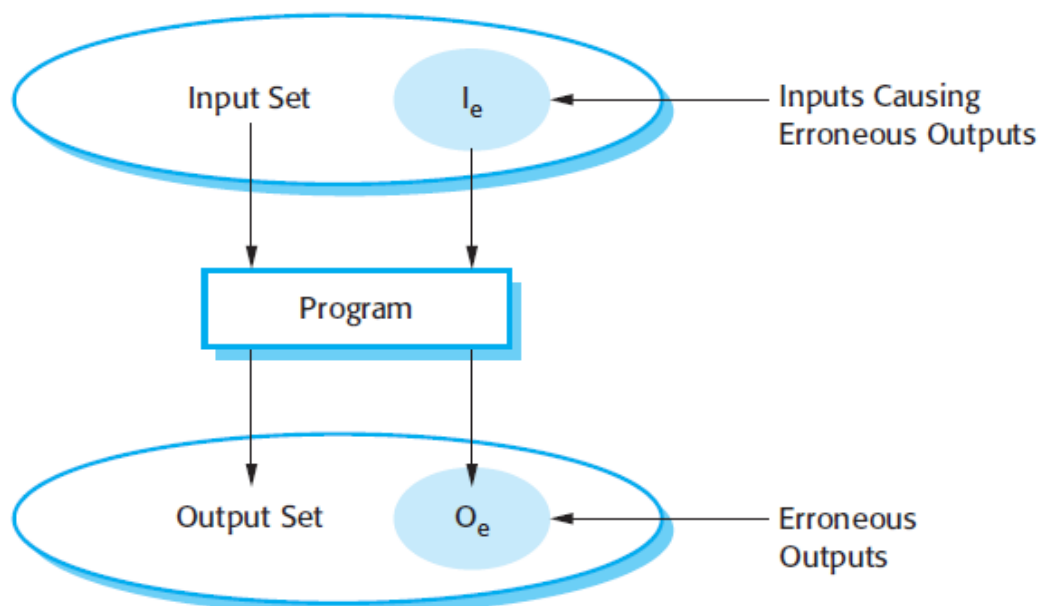 Input Set
Iₑ
Inputs Causing
Erroneous Outputs
Program
Output Set
Oₑ
Erroneous
Outputs